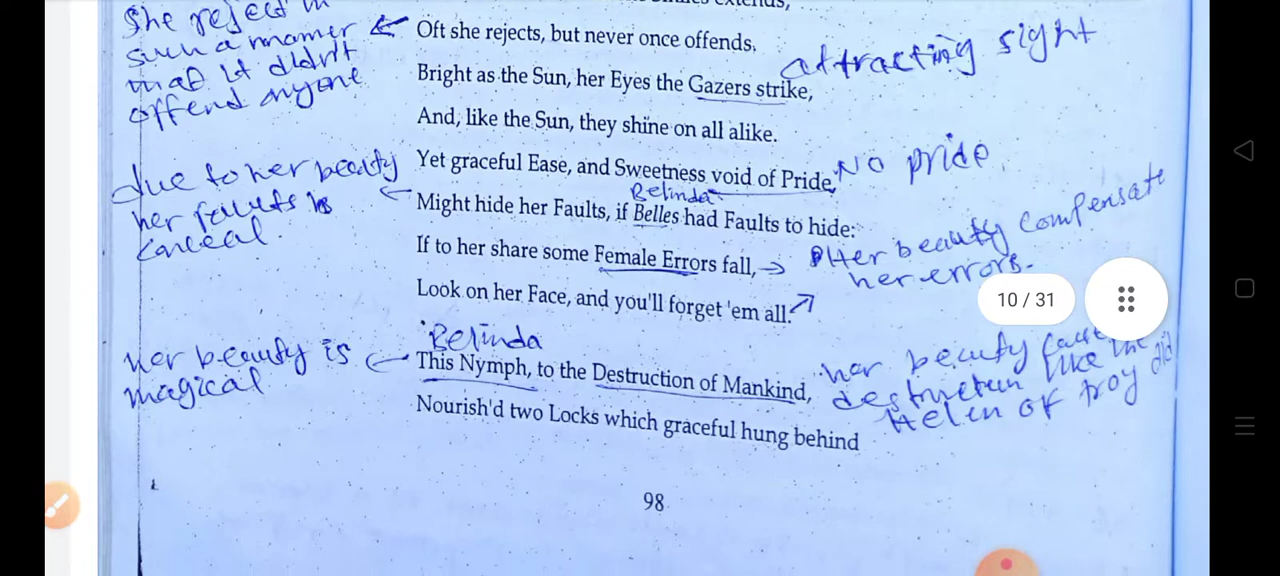 extends,
she reject in
such a manner
that it didn't
offend anyone
Oft she rejects, but never once offends.
attracting sight
Bright as the Sun, her Eyes the Gazers strike,
And, like the Sun, they shine on all alike.
due to her beauty
her faults is
conceal.
Yet graceful Ease, and Sweetness void of Pride,
No pride.
Belinda
Might hide her Faults, if Belles had Faults to hide:
If to her share some Female Errors fall,
Her beauty compensate
her errors.
Look on her Face, and you'll forget 'em all.
10 / 31
Belinda
her beauty is
magical
This Nymph, to the Destruction of Mankind,
her beauty
destruction like the
Helen of troy did
Nourish'd two Locks which graceful hung behind
98